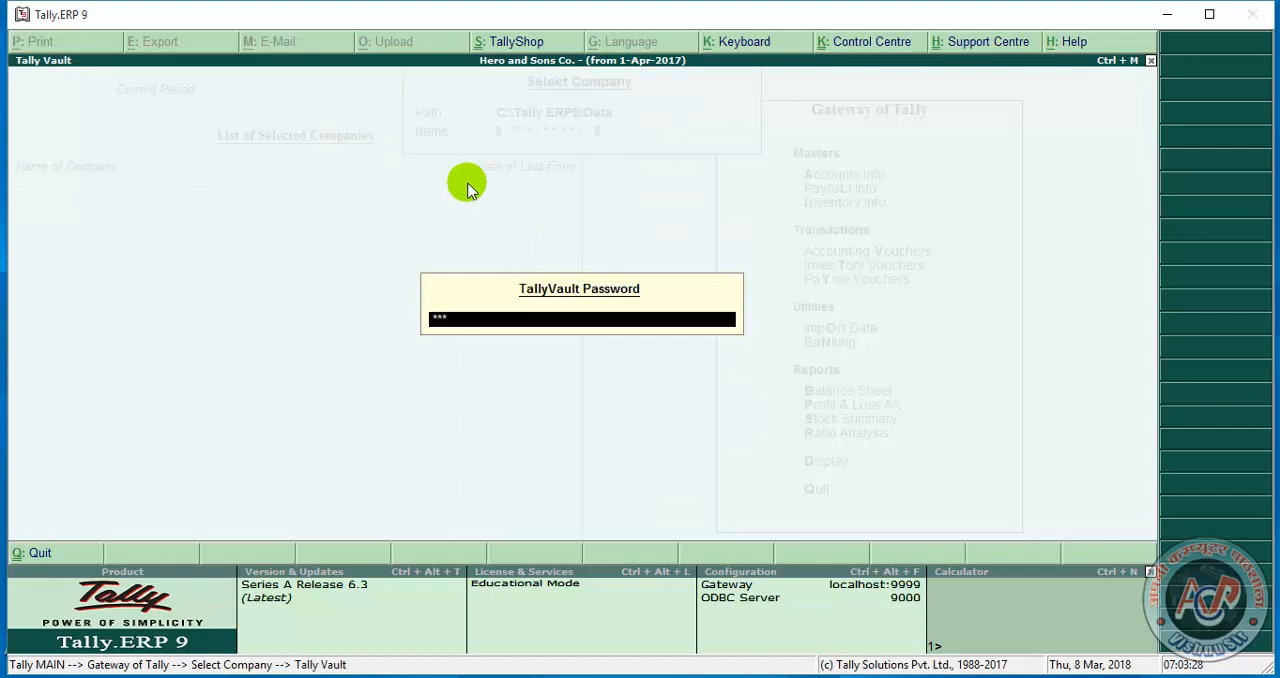 Tally.ERP 9
P: Print E: Export M: E-Mail O: Upload S: TallyShop G: Language K: Keyboard K: Control Centre H: Support Centre H: Help
Tally Vault Hero and Sons Co. - (from 1-Apr-2017) Ctrl + M
Current Period
Select Company
Path C:\Tally ERP9\Data
Name
List of Selected Companies
Name of Company Date of Last Entry
Gateway of Tally
Masters
Accounts Info
PayroLl Info
Inventory Info
Transactions
Accounting Vouchers
InvenTory Vouchers
PaYroll Vouchers
Utilities
ImpOrt Data
BaNking
Reports
Balance Sheet
Profit & Loss A/c
Stock Summary
Ratio Analysis
Display
Quit
TallyVault Password
***
Q: Quit
Product
Tally
POWER OF SIMPLICITY
Tally.ERP 9
Version & Updates Ctrl + Alt + T
Series A Release 6.3
(Latest)
License & Services Ctrl + Alt + L
Educational Mode
Configuration Ctrl + Alt + F
Gateway localhost:9999
ODBC Server 9000
Calculator Ctrl + N
1>
ACP
Vishnu Sir
Tally MAIN --> Gateway of Tally --> Select Company --> Tally Vault (c) Tally Solutions Pvt. Ltd., 1988-2017 Thu, 8 Mar, 2018 07:03:28